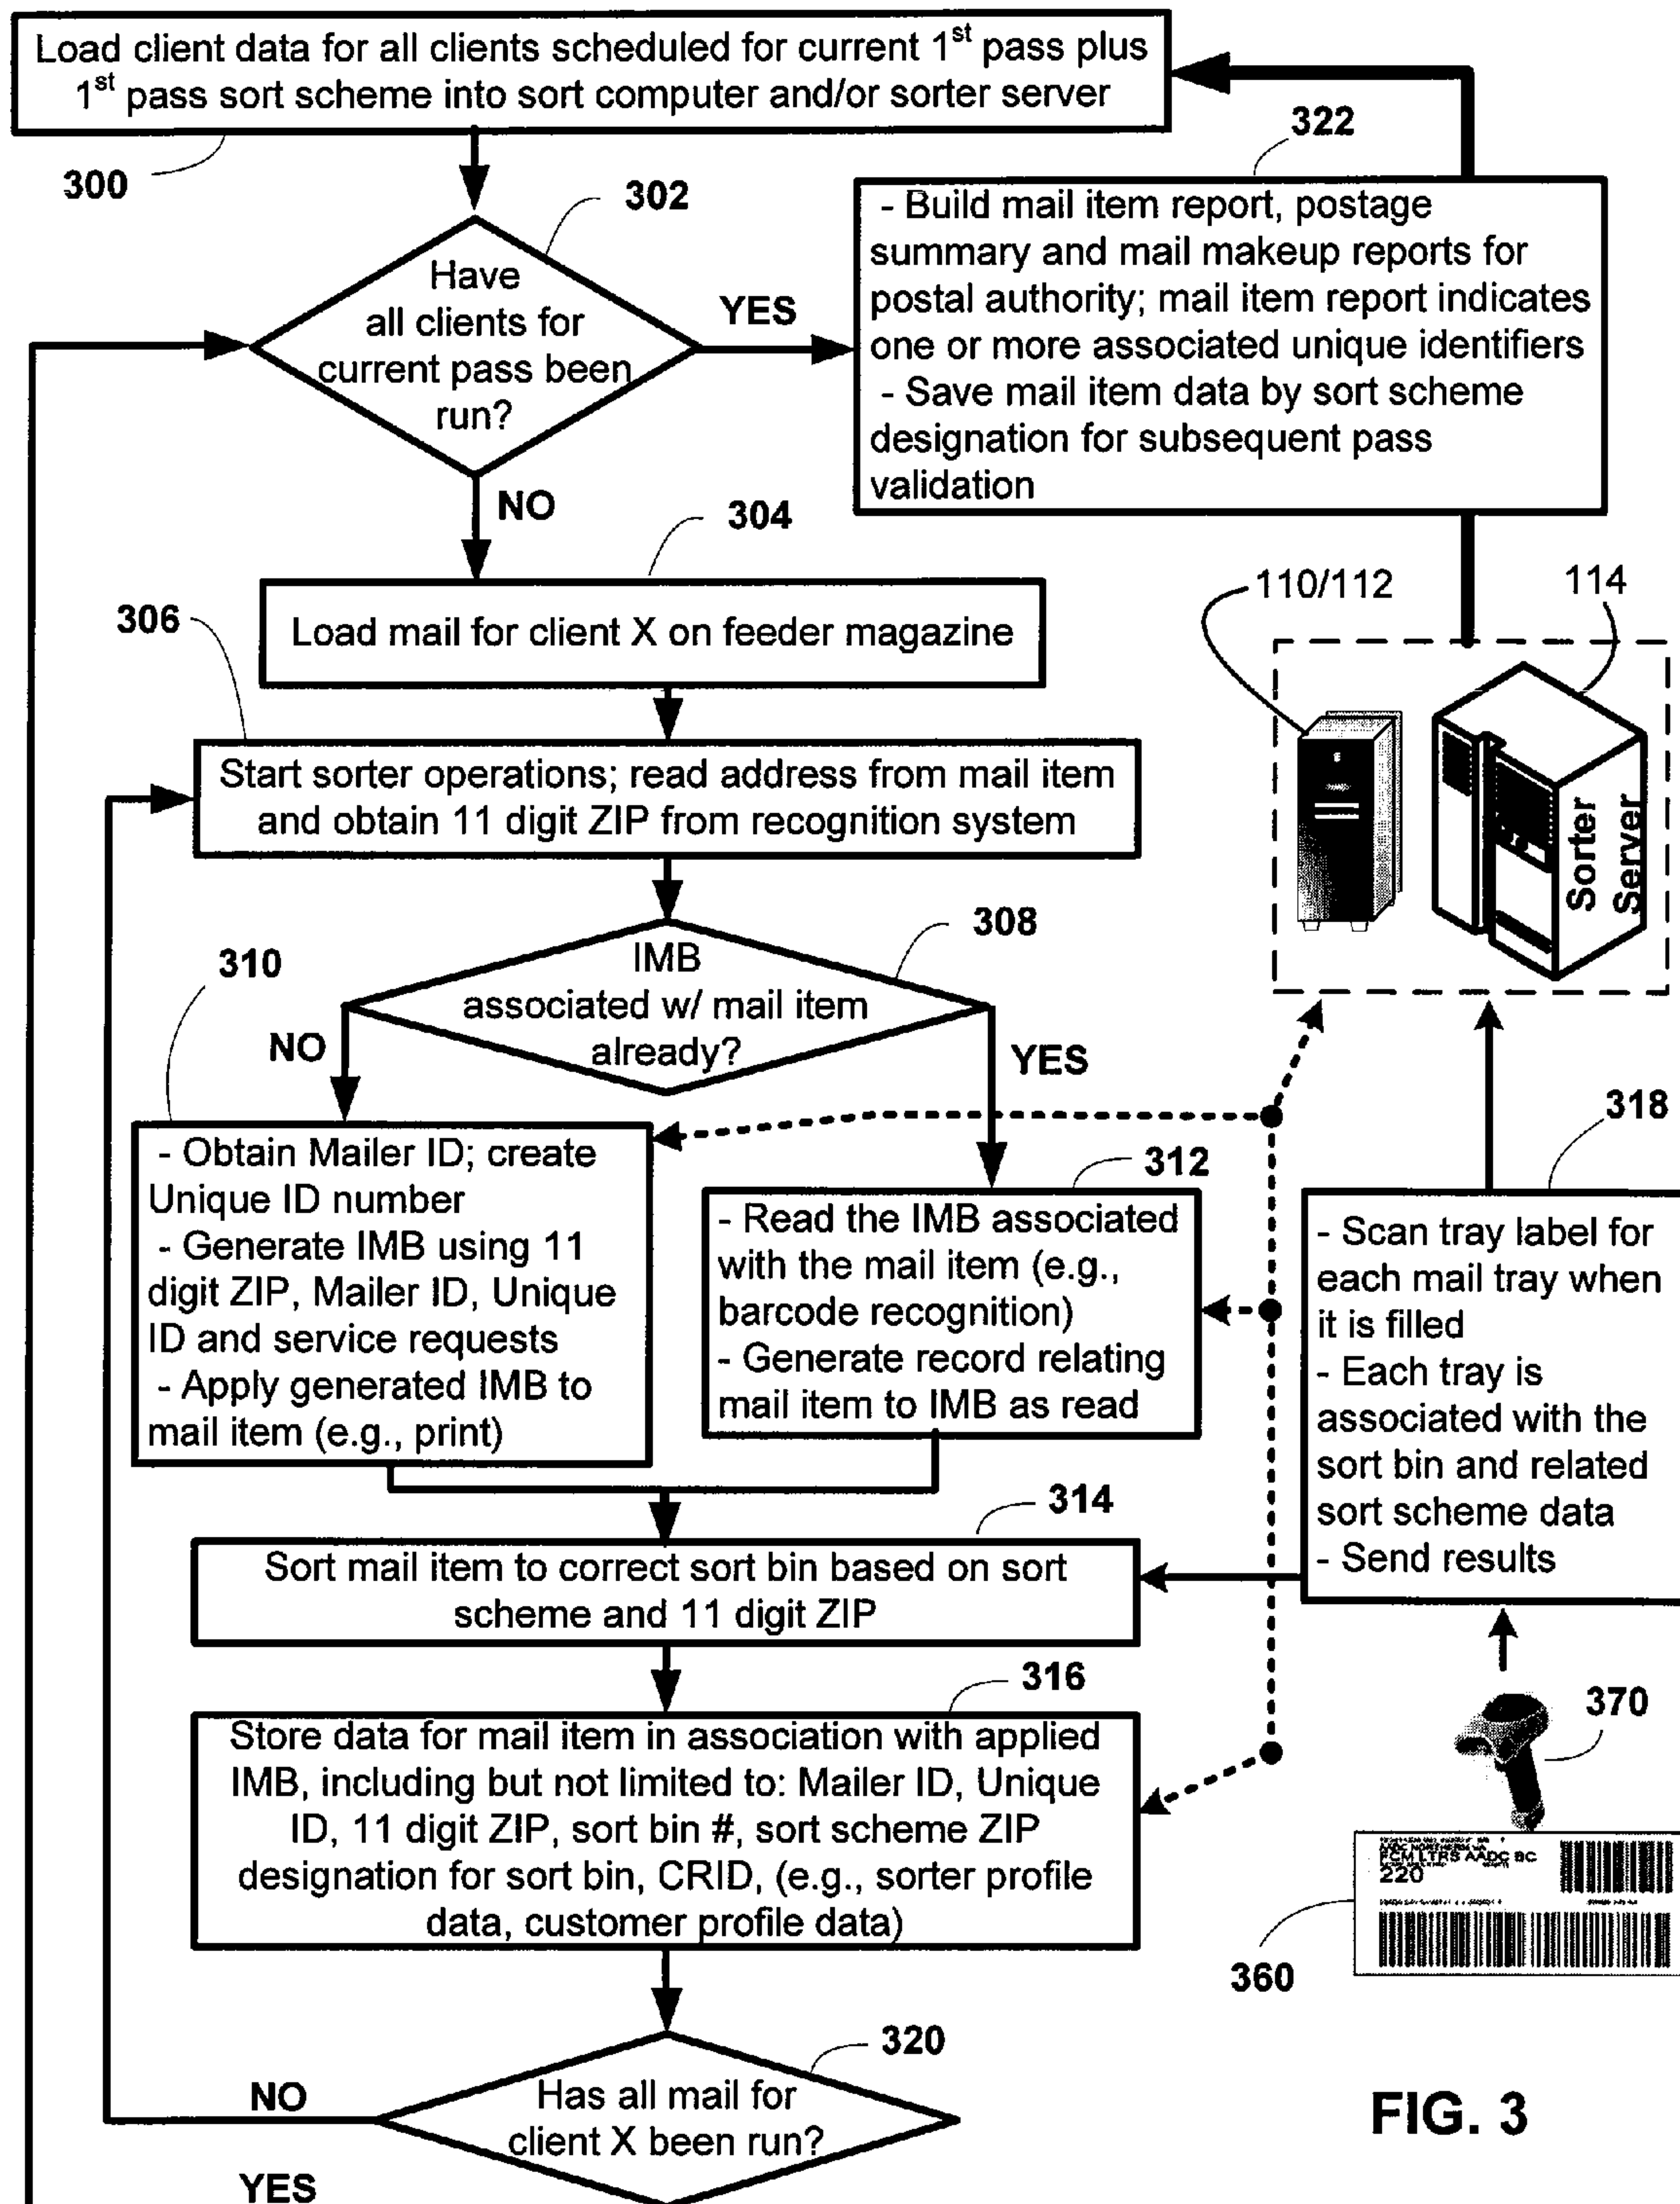 Load client data for all clients scheduled for current 1st pass plus
1st pass sort scheme into sort computer and/or sorter server
300
322
302
Have
all clients for
current pass been
run?
YES
NO
- Build mail item report, postage
summary and mail makeup reports for
postal authority; mail item report indicates
one or more associated unique identifiers
- Save mail item data by sort scheme
designation for subsequent pass
validation
304
Load mail for client X on feeder magazine
306
110/112
114
Sorter
Server
Start sorter operations; read address from mail item
and obtain 11 digit ZIP from recognition system
308
IMB
associated w/ mail item
already?
NO
YES
310
- Obtain Mailer ID; create
Unique ID number
- Generate IMB using 11
digit ZIP, Mailer ID, Unique
ID and service requests
- Apply generated IMB to
mail item (e.g., print)
312
- Read the IMB associated
with the mail item (e.g.,
barcode recognition)
- Generate record relating
mail item to IMB as read
318
- Scan tray label for
each mail tray when
it is filled
- Each tray is
associated with the
sort bin and related
sort scheme data
- Send results
314
Sort mail item to correct sort bin based on sort
scheme and 11 digit ZIP
316
Store data for mail item in association with applied
IMB, including but not limited to: Mailer ID, Unique
ID, 11 digit ZIP, sort bin #, sort scheme ZIP
designation for sort bin, CRID, (e.g., sorter profile
data, customer profile data)
370
AADC NORTHERN VA
FCM LTRS AADC BC
220
360
320
Has all mail for
client X been run?
NO
YES
FIG. 3